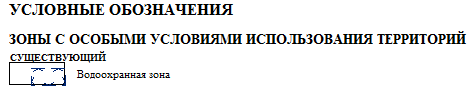 УСЛОВНЫЕ ОБОЗНАЧЕНИЯ
ЗОНЫ С ОСОБЫМИ УСЛОВИЯМИ ИСПОЛЬЗОВАНИЯ ТЕРРИТОРИЙ
СУЩЕСТВУЮЩИЙ
Водоохранная зона